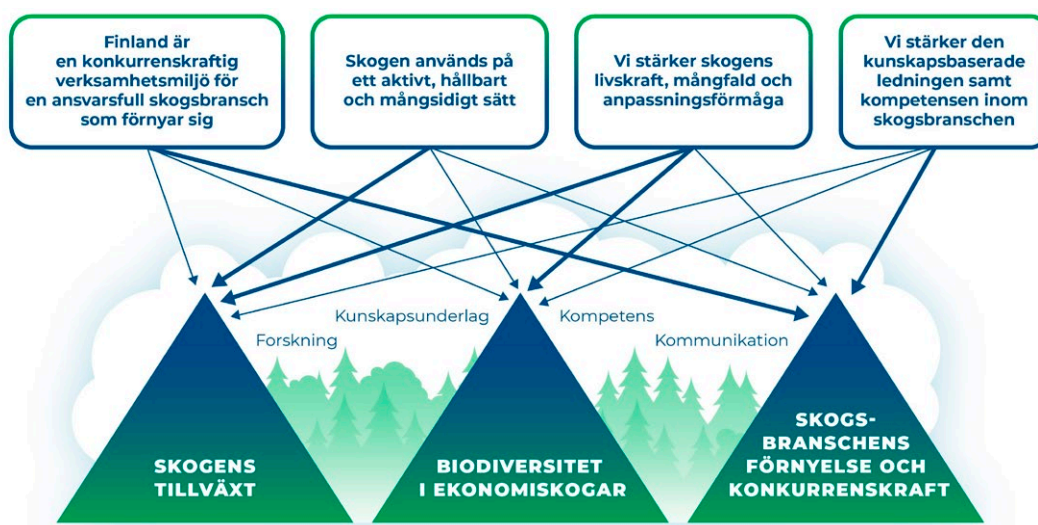 Finland är
en konkurrenskraftig
verksamhetsmiljö för
en ansvarsfull skogsbransch
som förnyar sig
Skogen används på
ett aktivt, hållbart
och mångsidigt sätt
Vi stärker skogens
livskraft, mångfald och
anpassningsförmåga
Vi stärker den
kunskapsbaserade
ledningen samt
kompetensen inom
skogsbranschen
Kunskapsunderlag
Kompetens
Forskning
Kommunikation
SKOGENS
TILLVÄXT
BIODIVERSITET
I EKONOMISKOGAR
SKOGS-
BRANSCHENS
FÖRNYELSE OCH
KONKURRENSKRAFT